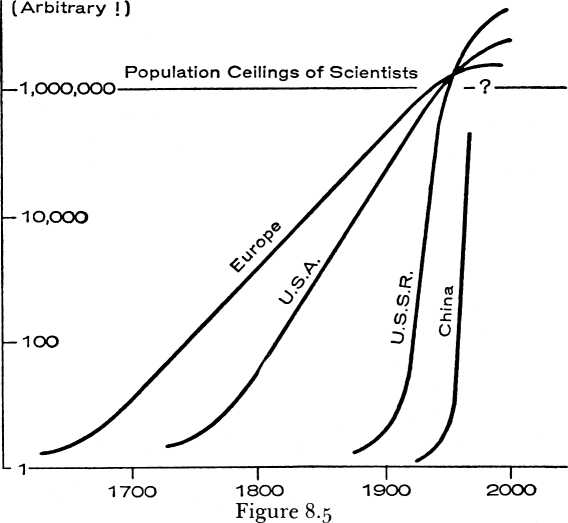 (Arbitrary !)
Population Ceilings of Scientists
1,000,000
?
10,000
Europe
U.S.A.
U.S.S.R.
China
100
1
1700
1800
1900
2000
Figure 8.5